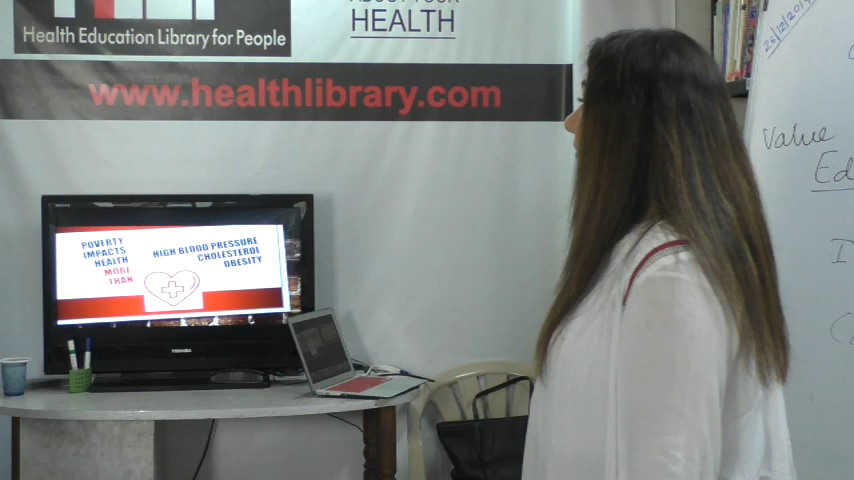 Health Education Library for People
HEALTH
www.healthlibrary.com
POVERTY
IMPACTS
HEALTH
MORE
THAN
HIGH BLOOD PRESSURE
CHOLESTEROL
OBESITY
TOSHIBA
Value